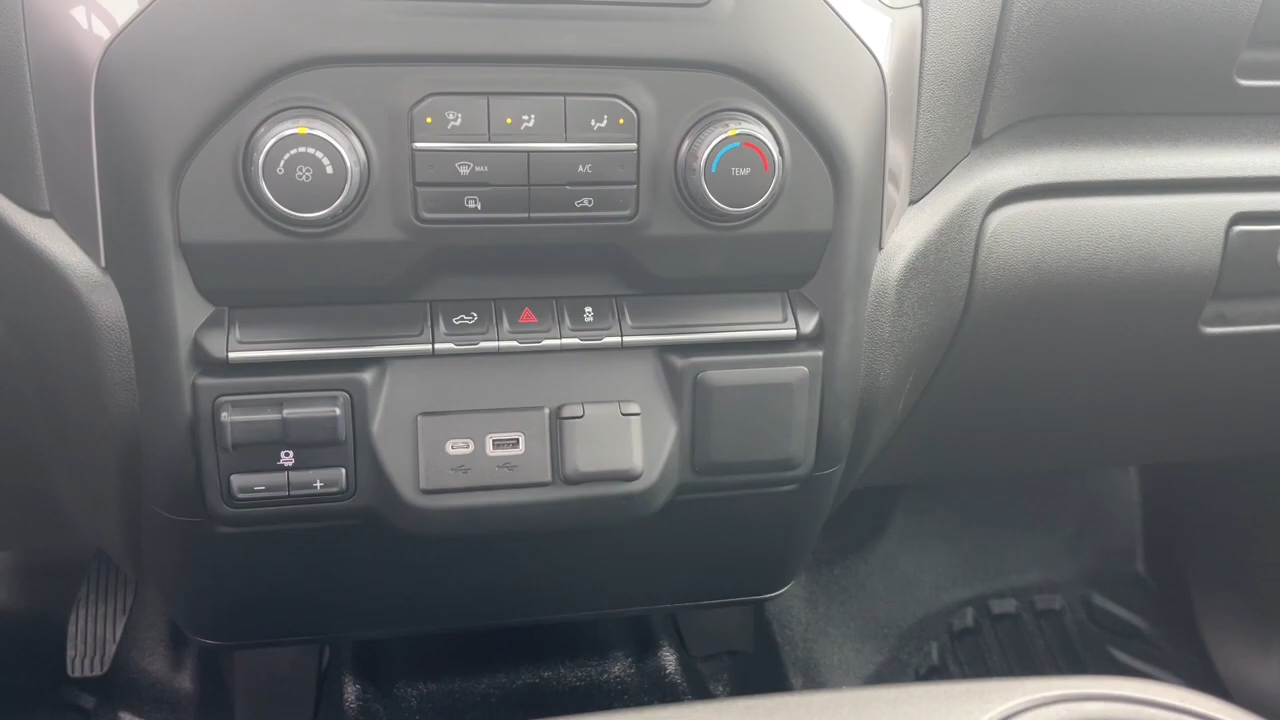 MAX
A/C
TEMP
OFF
− +